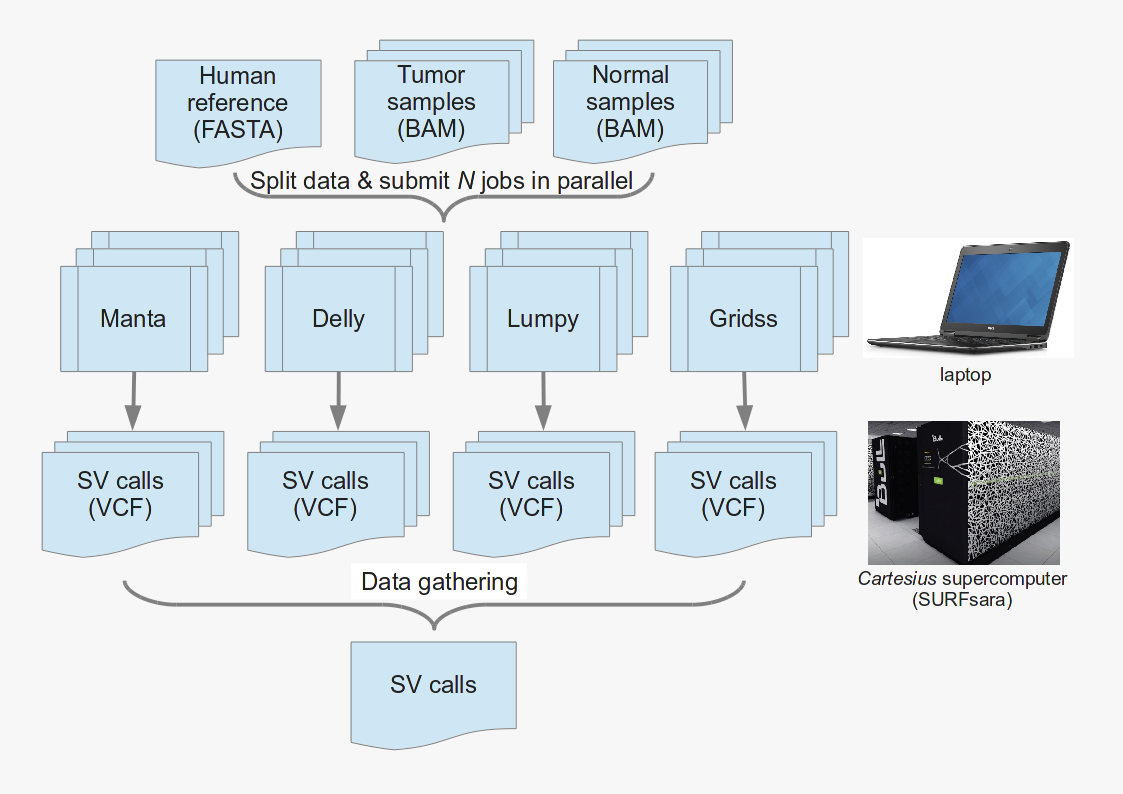 Human
reference
(FASTA)
Tumor
samples
(BAM)
Normal
samples
(BAM)
Split data & submit N jobs in parallel
Manta
Delly
Lumpy
Gridss
laptop
SV calls
(VCF)
SV calls
(VCF)
SV calls
(VCF)
SV calls
(VCF)
Bull
Cartesius supercomputer
(SURFsara)
Data gathering
SV calls